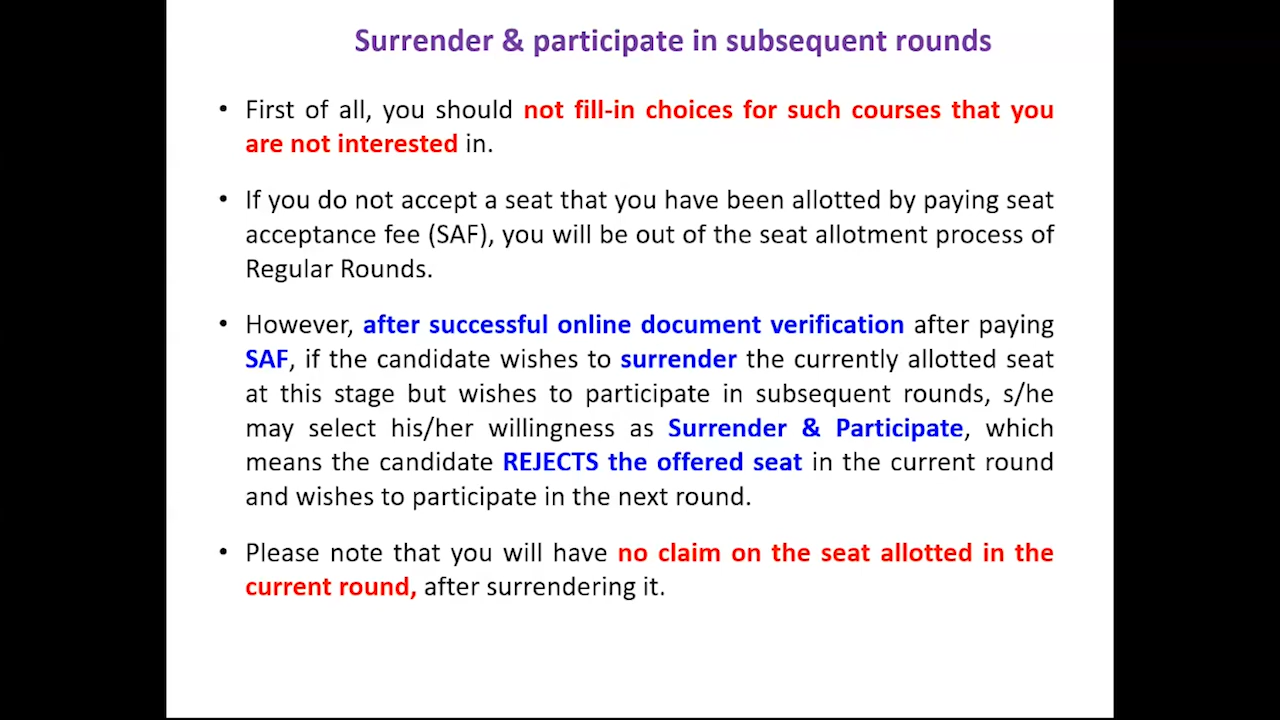 Surrender & participate in subsequent rounds
• First of all, you should not fill-in choices for such courses that you
are not interested in.
• If you do not accept a seat that you have been allotted by paying seat
acceptance fee (SAF), you will be out of the seat allotment process of
Regular Rounds.
• However, after successful online document verification after paying
SAF, if the candidate wishes to surrender the currently allotted seat
at this stage but wishes to participate in subsequent rounds, s/he
may select his/her willingness as Surrender & Participate, which
means the candidate REJECTS the offered seat in the current round
and wishes to participate in the next round.
• Please note that you will have no claim on the seat allotted in the
current round, after surrendering it.